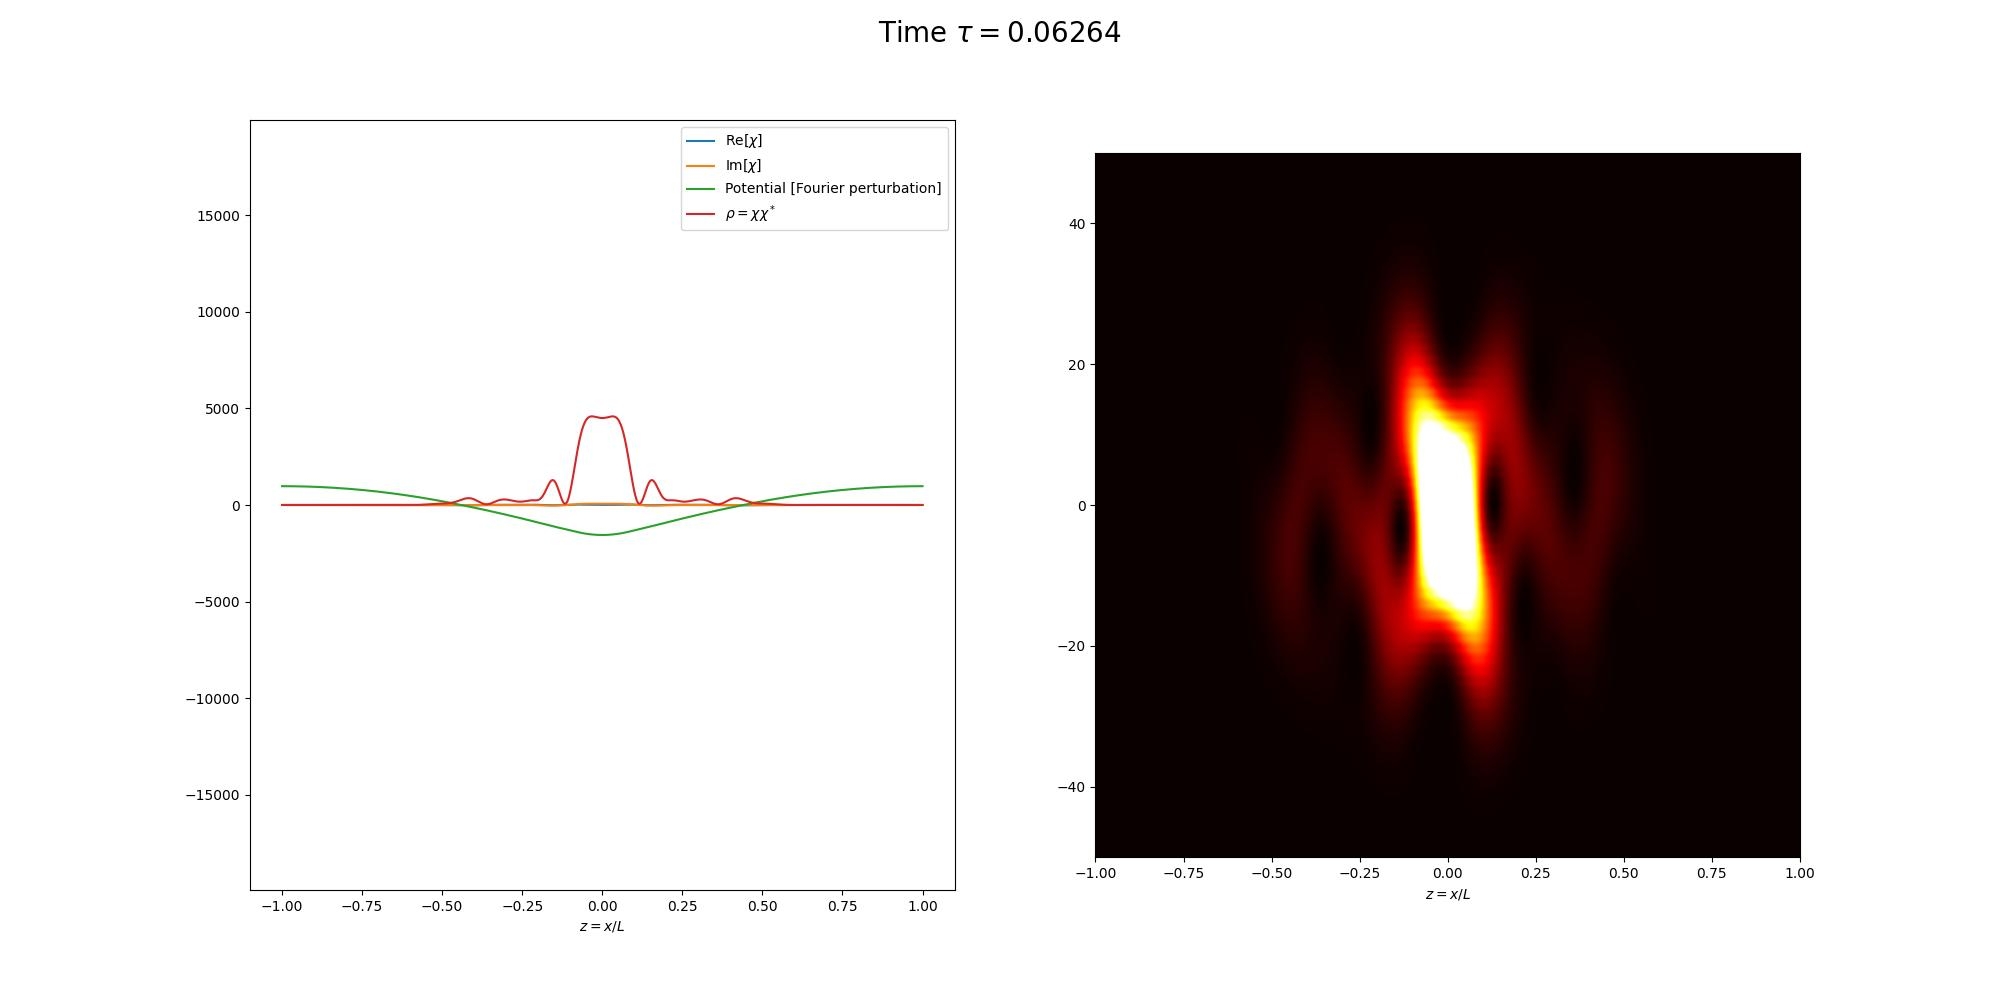 Time τ = 0.06264
Re[χ]
Im[χ]
Potential [Fourier perturbation]
ρ = χχ*
15000
10000
5000
0
−5000
−10000
−15000
−1.00 −0.75 −0.50 −0.25 0.00 0.25 0.50 0.75 1.00
z = x/L
40
20
0
−20
−40
−1.00 −0.75 −0.50 −0.25 0.00 0.25 0.50 0.75 1.00
z = x/L